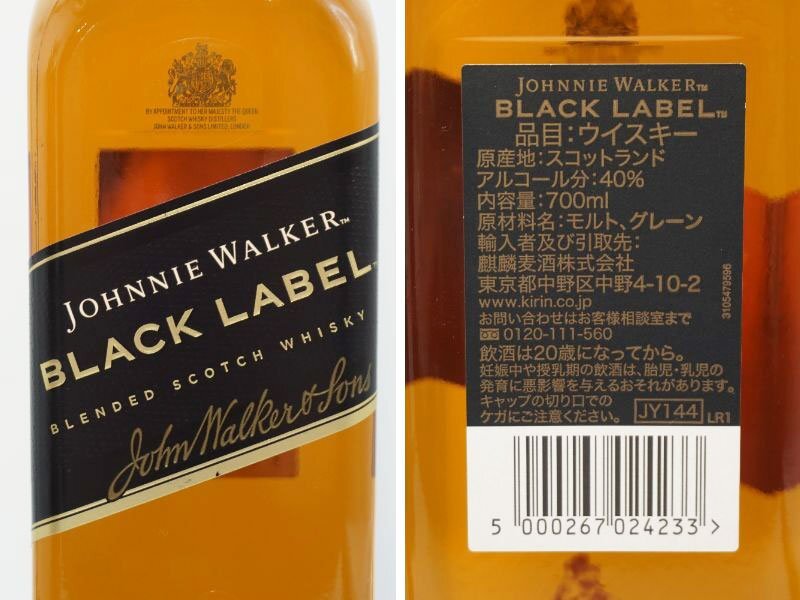 BY APPOINTMENT TO HER MAJESTY THE QUEEN
SCOTCH WHISKY DISTILLERS
JOHN WALKER & SONS LIMITED, LONDON
JOHNNIE WALKER™
BLACK LABEL™
BLENDED SCOTCH WHISKY
John Walker & Sons
JOHNNIE WALKER™
BLACK LABEL™
品目:ウイスキー
原産地:スコットランド
アルコール分:40%
内容量:700ml
原材料名:モルト、グレーン
輸入者及び引取先:
麒麟麦酒株式会社
東京都中野区中野4-10-2
www.kirin.co.jp
お問い合わせはお客様相談室まで
0120-111-560
飲酒は20歳になってから。
妊娠中や授乳期の飲酒は、胎児・乳児の
発育に悪影響を与えるおそれがあります。
キャップの切り口での
ケガにご注意ください。 JY144 LR1
3105479596
5 000267 024233 >